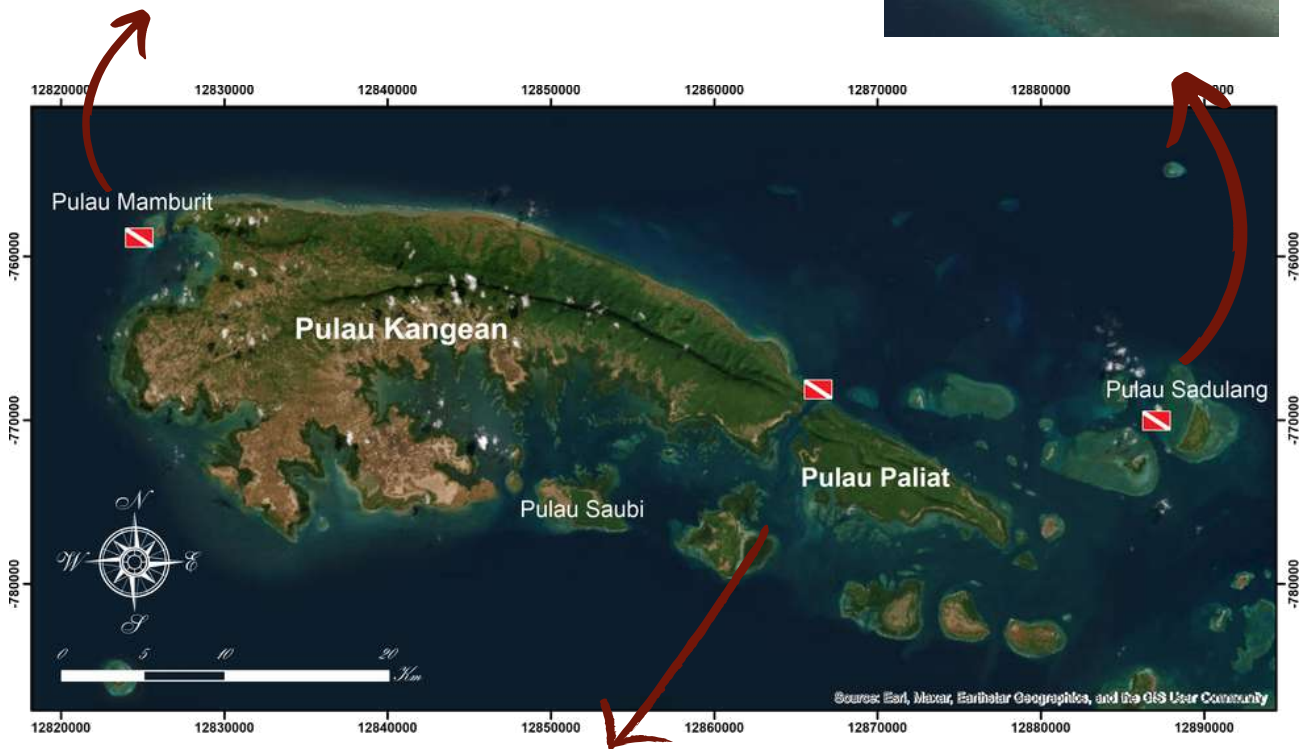 12820000 12830000 12840000 12850000 12860000 12870000 12880000 12890000
Pulau Mamburit
-760000 -760000
Pulau Kangean
Pulau Sadulang
-770000 -770000
Pulau Paliat
Pulau Saubi
N
W E
S
-780000 -780000
0 5 10 20
Km
Source: Esri, Maxar, Earthstar Geographics, and the GIS User Community
12820000 12830000 12840000 12850000 12860000 12870000 12880000 12890000